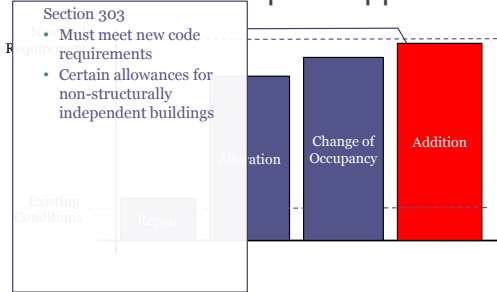 Section 303
• Must meet new code
requirements
• Certain allowances for
non-structurally
independent buildings
Requirements
Alteration
Change of
Occupancy
Addition
Existing
Conditions
Repair